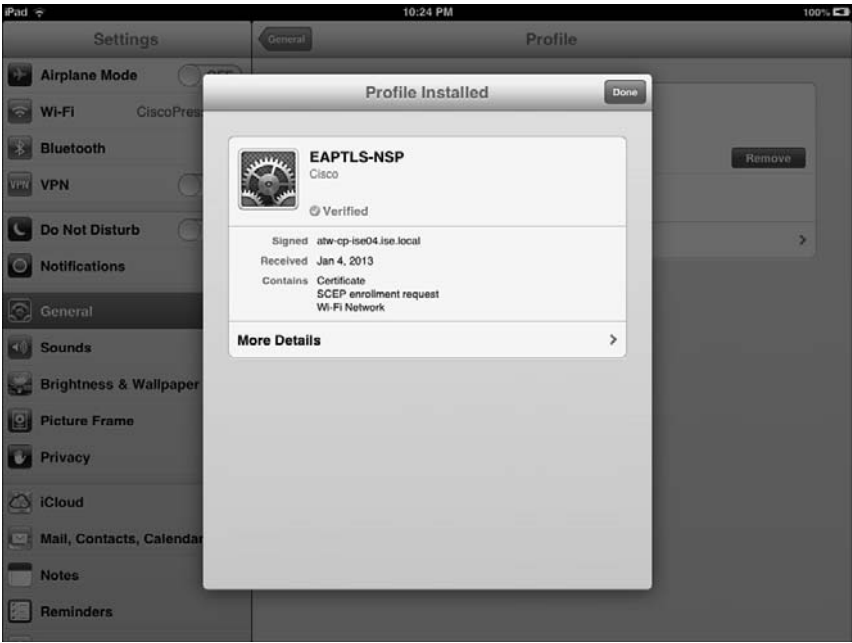 iPad
10:24 PM
100%
Settings
General
Profile
Airplane Mode
OFF
Wi-Fi CiscoPres
Bluetooth
VPN VPN
Do Not Disturb
Notifications
General
Sounds
Brightness & Wallpaper
Picture Frame
Privacy
iCloud
Mail, Contacts, Calendar
Notes
Reminders
Profile Installed
Done
EAPTLS-NSP
Cisco
Verified
Signed atw-cp-ise04.ise.local
Received Jan 4, 2013
Contains Certificate
SCEP enrollment request
Wi-Fi Network
More Details
Remove